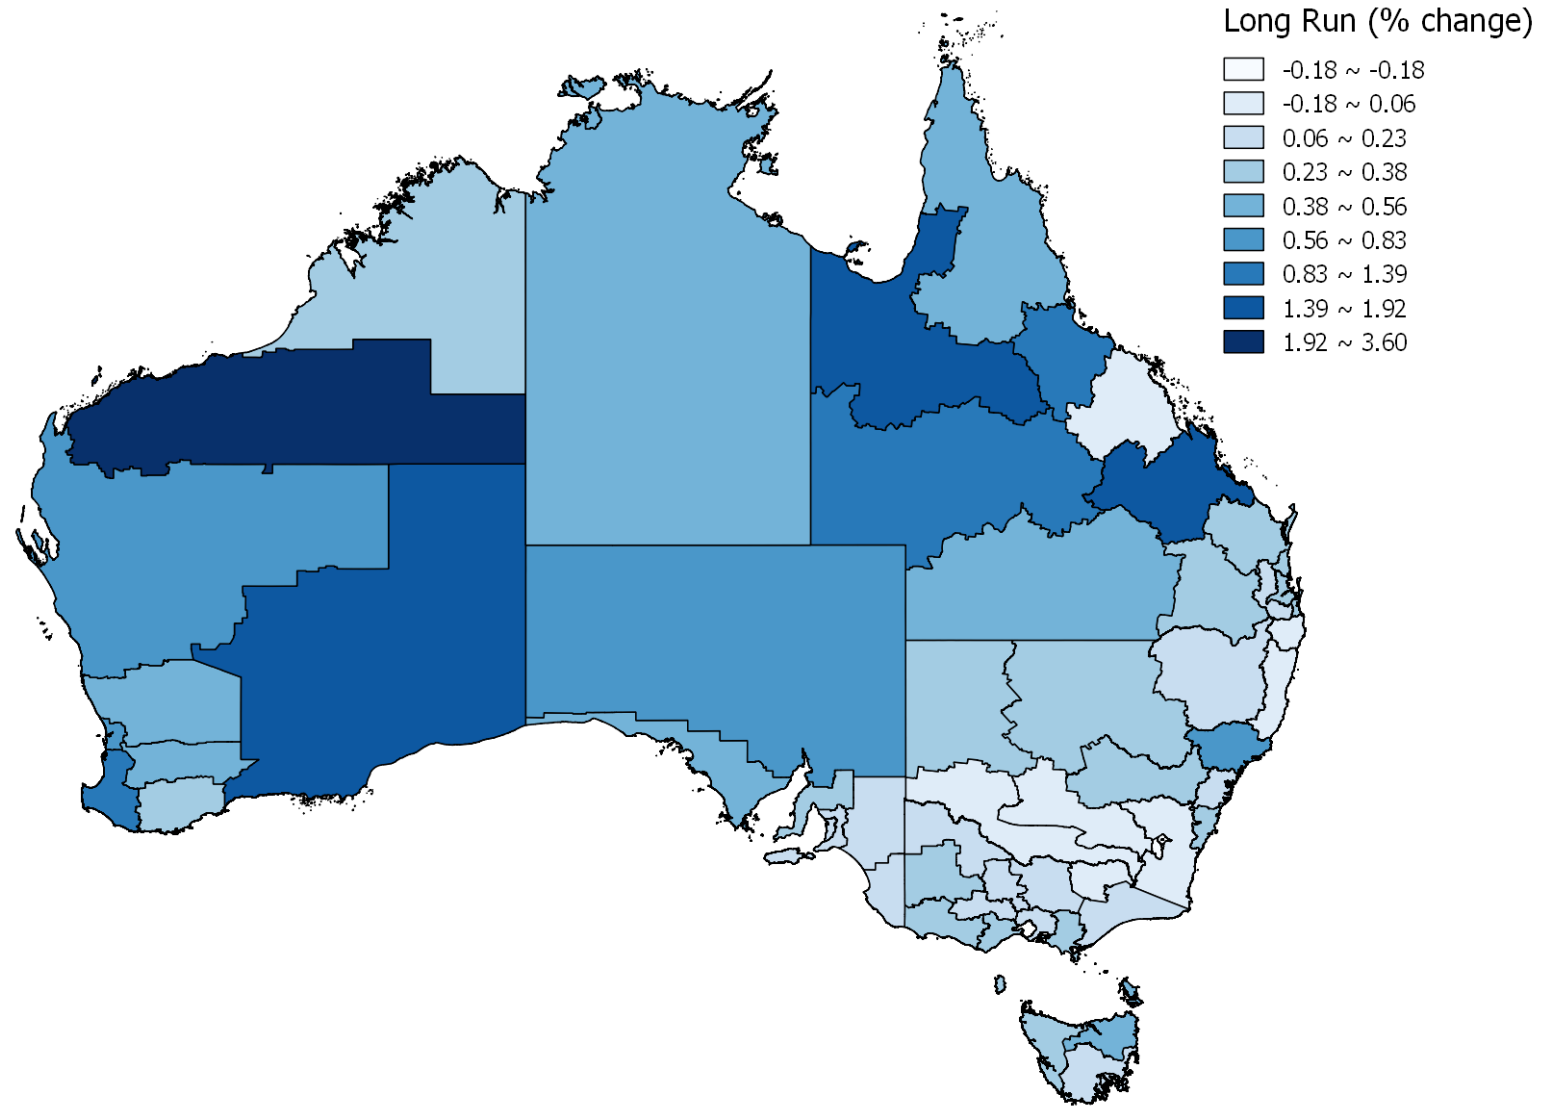 Long Run (% change)
-0.18 ~ -0.18
-0.18 ~ 0.06
0.06 ~ 0.23
0.23 ~ 0.38
0.38 ~ 0.56
0.56 ~ 0.83
0.83 ~ 1.39
1.39 ~ 1.92
1.92 ~ 3.60